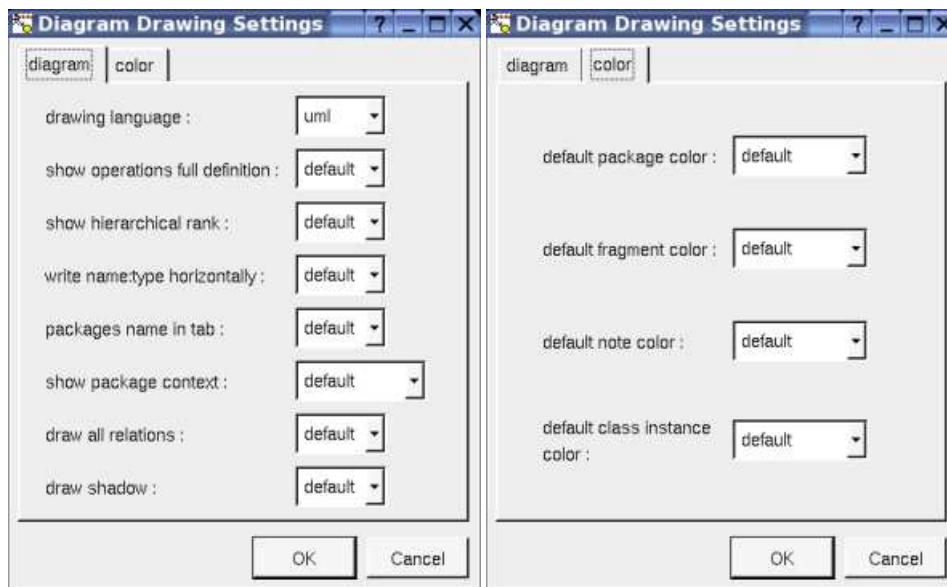 Diagram Drawing Settings
diagram color
drawing language : uml
show operations full definition : default
show hierarchical rank : default
write name:type horizontally : default
packages name in tab : default
show package context : default
draw all relations : default
draw shadow : default
OK Cancel
Diagram Drawing Settings
diagram color
default package color : default
default fragment color : default
default note color : default
default class instance
color : default
OK Cancel